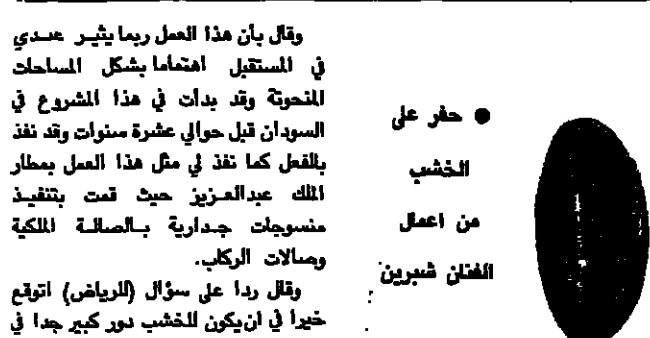 وقال بأن هذا العمل ربما يثير عندي
في المستقبل اهتماما بشكل المساحات
المنحوتة وقد بدأت في هذا المشروع في
السودان قبل حوالي عشرة سنوات وقد نفذ
بالفعل كما نفذ لي مثل هذا العمل بمطار
الملك عبدالعزيز حيث قمت بتنفيذ
منسوجات جدارية بالصالة الملكية
وصالات الركاب.
وقال ردا على سؤال (للرياض) اتوقع
خيرا في ان يكون للخشب دور كبير جدا في
● حفر على
الخشب
من اعمال
الفنان شبرين